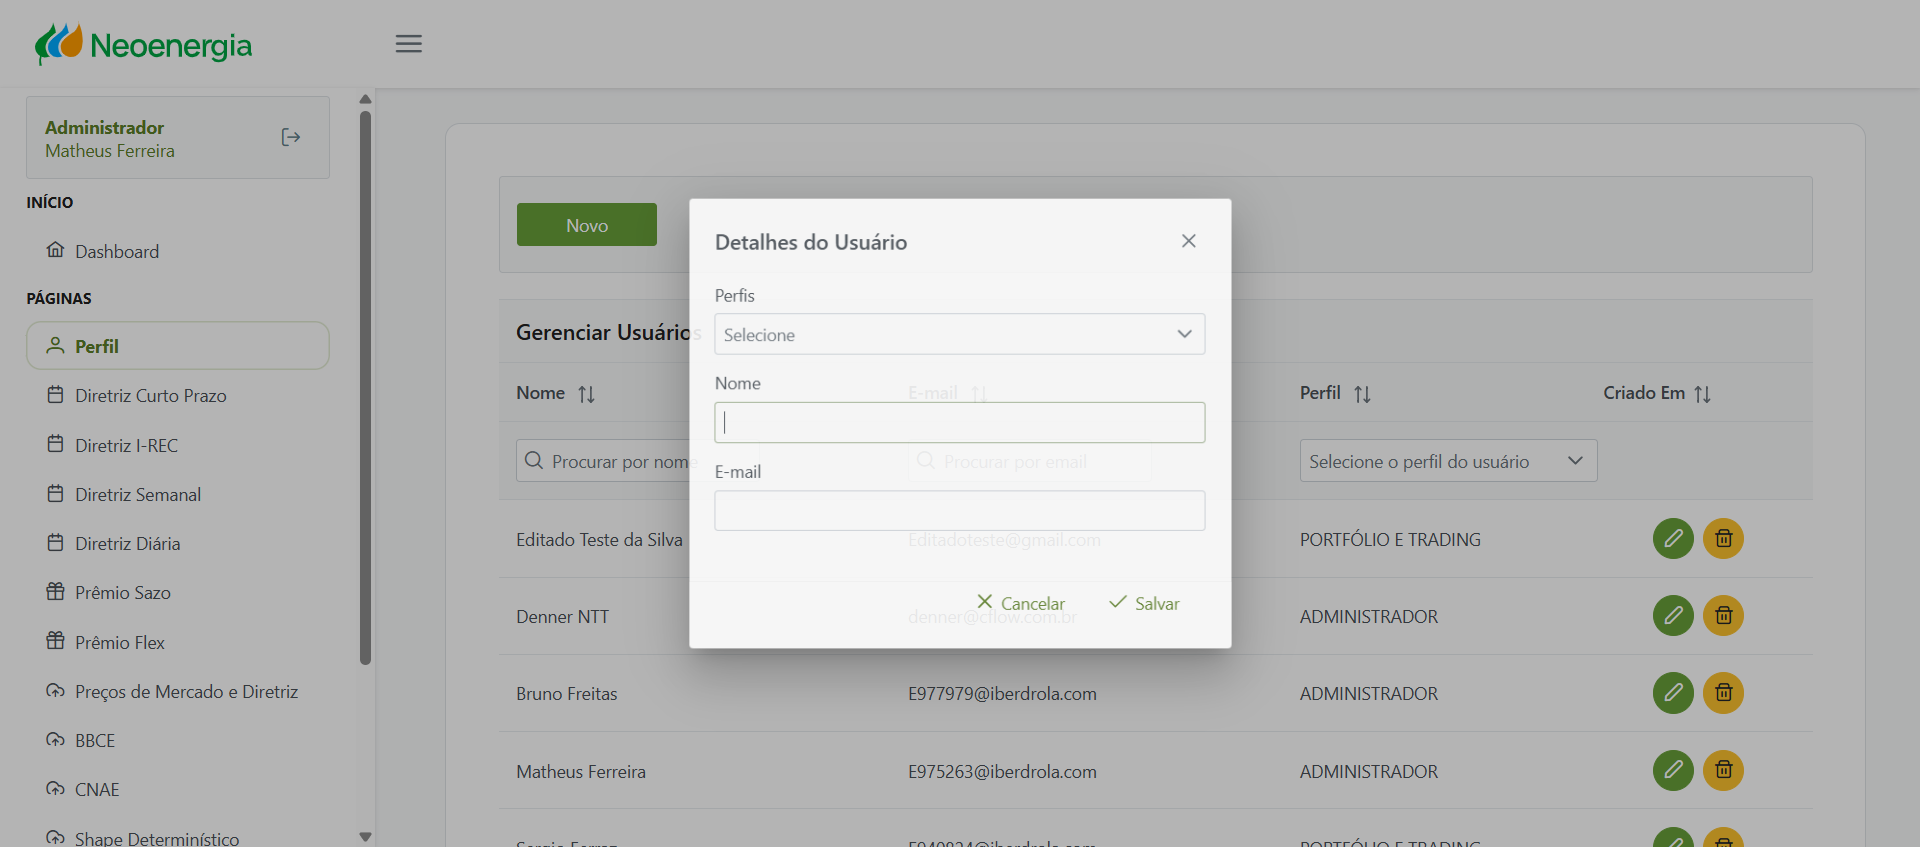 Neoenergia
Administrador
Matheus Ferreira
INÍCIO
Dashboard
PÁGINAS
Perfil
Diretriz Curto Prazo
Diretriz I-REC
Diretriz Semanal
Diretriz Diária
Prêmio Sazo
Prêmio Flex
Preços de Mercado e Diretriz
BBCE
CNAE
Shape Determinístico
Novo
Gerenciar Usuários
Nome
E-mail
Perfil
Criado Em
Procurar por nome
Procurar por email
Selecione o perfil do usuário
Editado Teste da Silva
Editadoteste@gmail.com
PORTFÓLIO E TRADING
Denner NTT
denner@cflow.com.br
ADMINISTRADOR
Bruno Freitas
E977979@iberdrola.com
ADMINISTRADOR
Matheus Ferreira
E975263@iberdrola.com
ADMINISTRADOR
Sergio Ferraz
E940824@iberdrola.com
PORTFÓLIO E TRADING
Detalhes do Usuário
Perfis
Selecione
Nome
E-mail
Cancelar
Salvar